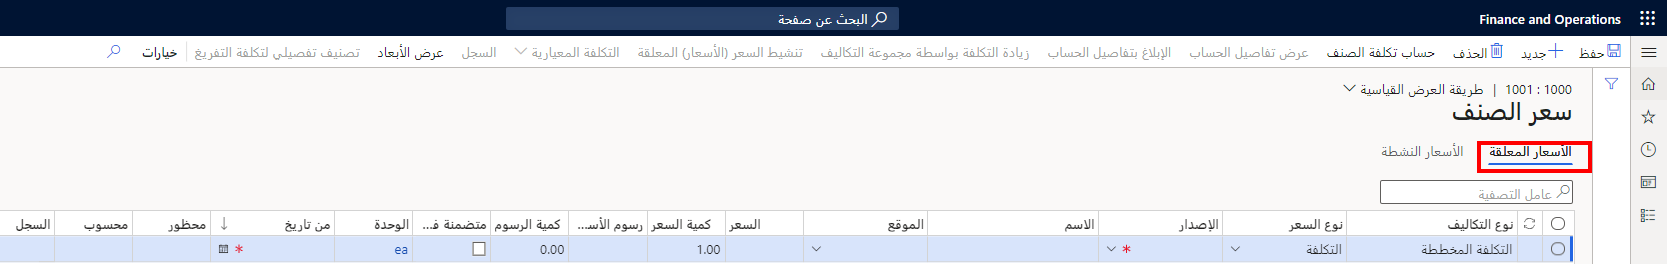 Finance and Operations
البحث عن صفحة
حفظ جديد الحذف حساب تكلفة الصنف عرض تفاصيل الحساب الإبلاغ بتفاصيل الحساب زيادة التكلفة بواسطة مجموعة التكاليف تنشيط السعر (الأسعار) المعلقة التكلفة المعيارية السجل عرض الأبعاد تصنيف تفصيلي لتكلفة التفريغ خيارات
1001 : 1000 | طريقة العرض القياسية
سعر الصنف
الأسعار المعلقة الأسعار النشطة
عامل التصفية
نوع التكاليف نوع السعر الإصدار الاسم الموقع السعر كمية السعر رسوم الأس... كمية الرسوم متضمنة ف... الوحدة من تاريخ محظور محسوب السجل
التكلفة المخططة التكلفة * 1.00 0.00 ea *